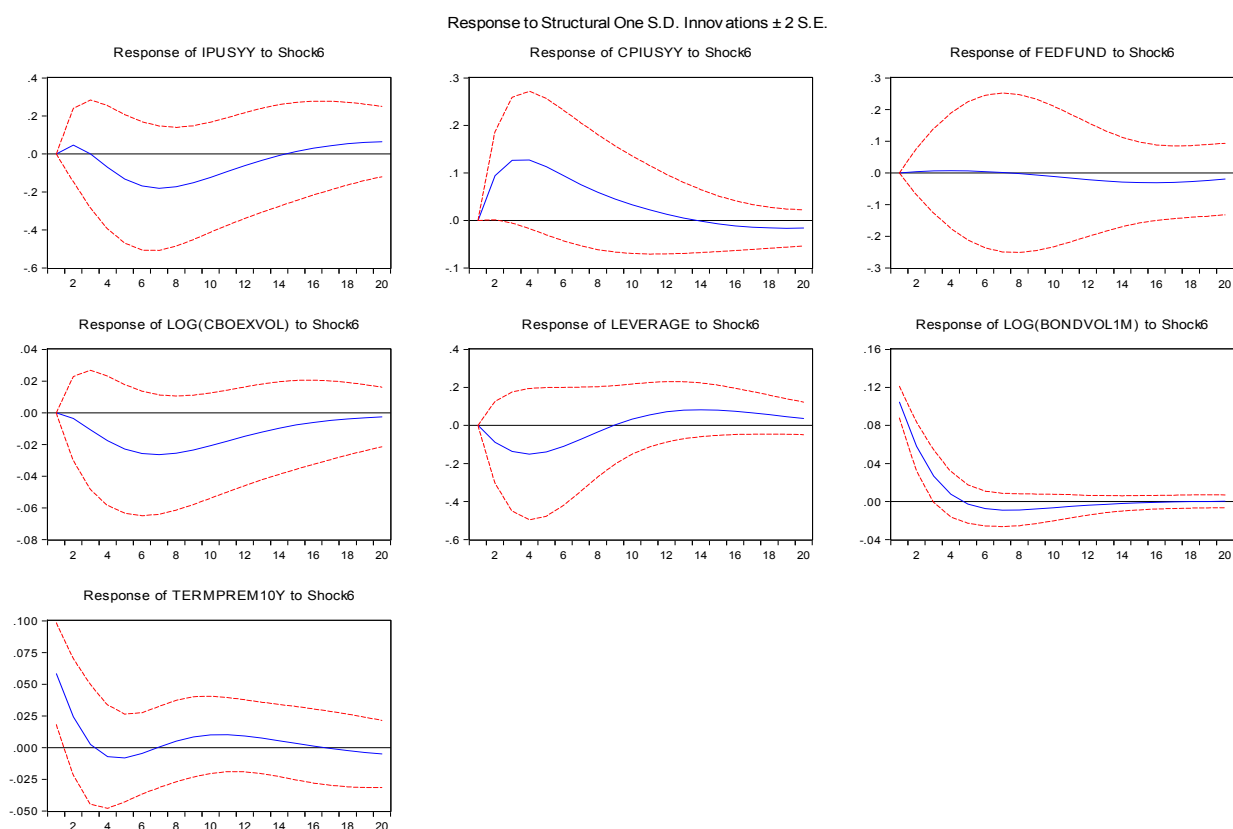 Response to Structural One S.D. Innovations ± 2 S.E.
Response of IPUSYY to Shock6
.4
.2
.0
-.2
-.4
-.6
2 4 6 8 10 12 14 16 18 20
Response of CPIUSYY to Shock6
.3
.2
.1
.0
-.1
2 4 6 8 10 12 14 16 18 20
Response of FEDFUND to Shock6
.3
.2
.1
.0
-.1
-.2
-.3
2 4 6 8 10 12 14 16 18 20
Response of LOG(CBOEXVOL) to Shock6
.04
.02
.00
-.02
-.04
-.06
-.08
2 4 6 8 10 12 14 16 18 20
Response of LEVERAGE to Shock6
.4
.2
.0
-.2
-.4
-.6
2 4 6 8 10 12 14 16 18 20
Response of LOG(BONDVOL1M) to Shock6
.16
.12
.08
.04
.00
-.04
2 4 6 8 10 12 14 16 18 20
Response of TERMPREM10Y to Shock6
.100
.075
.050
.025
.000
-.025
-.050
2 4 6 8 10 12 14 16 18 20